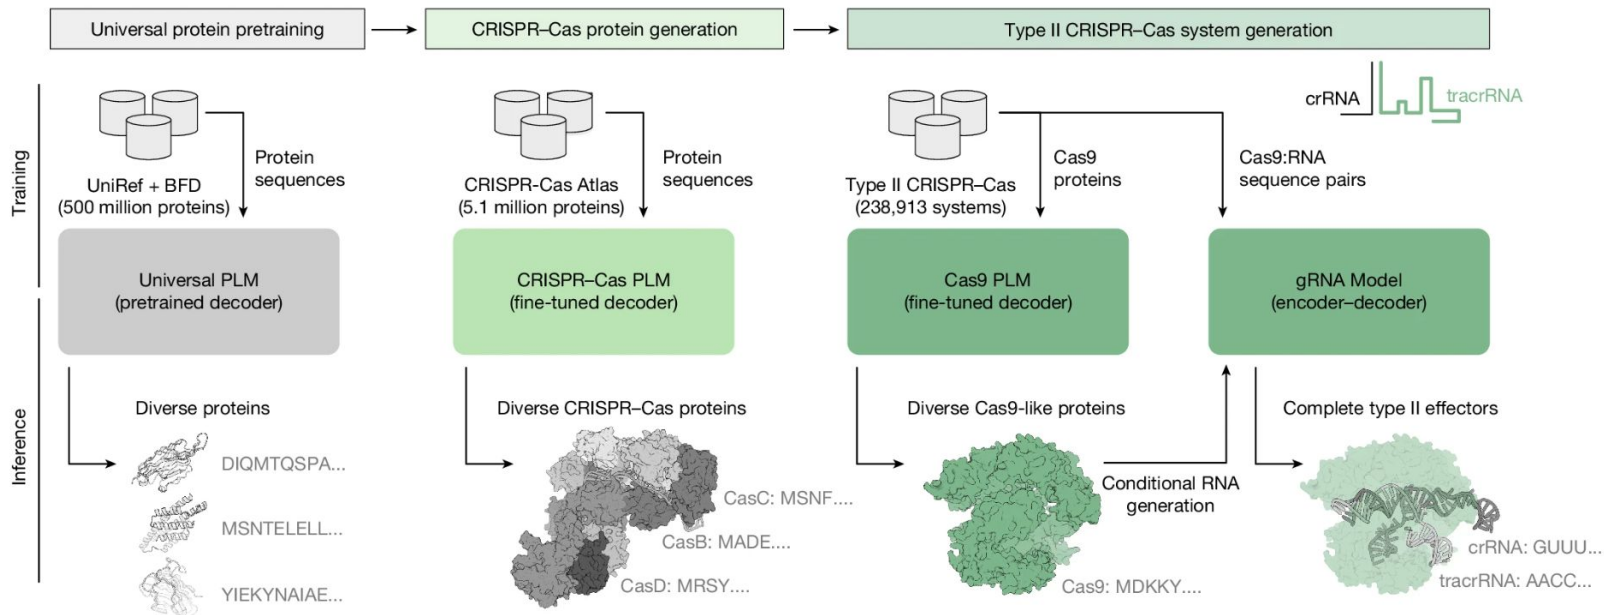 Universal protein pretraining
CRISPR–Cas protein generation
Type II CRISPR–Cas system generation
Training
Inference
UniRef + BFD
(500 million proteins)
Protein
sequences
Universal PLM
(pretrained decoder)
Diverse proteins
DIQMTQSPA...
MSNTELELL...
YIEKYNAIAE...
CRISPR-Cas Atlas
(5.1 million proteins)
Protein
sequences
CRISPR–Cas PLM
(fine-tuned decoder)
Diverse CRISPR–Cas proteins
CasC: MSNF....
CasB: MADE....
CasD: MRSY....
crRNA
tracrRNA
Type II CRISPR–Cas
(238,913 systems)
Cas9
proteins
Cas9:RNA
sequence pairs
Cas9 PLM
(fine-tuned decoder)
gRNA Model
(encoder–decoder)
Diverse Cas9-like proteins
Cas9: MDKKY....
Conditional RNA
generation
Complete type II effectors
crRNA: GUUU...
tracrRNA: AACC...